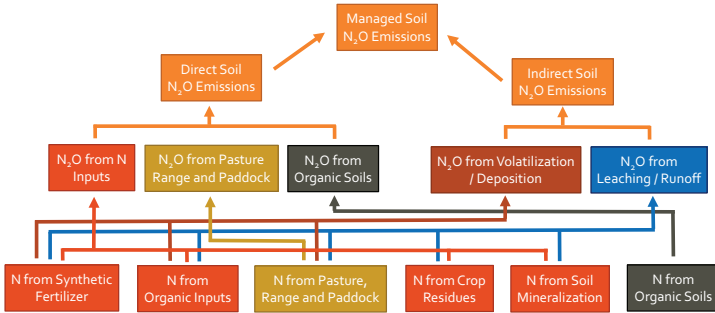 Managed Soil
N₂O Emissions
Direct Soil
N₂O Emissions
Indirect Soil
N₂O Emissions
N₂O from N
Inputs
N₂O from Pasture
Range and Paddock
N₂O from
Organic Soils
N₂O from Volatilization
/ Deposition
N₂O from
Leaching / Runoff
N from Synthetic
Fertilizer
N from
Organic Inputs
N from Pasture,
Range and Paddock
N from Crop
Residues
N from Soil
Mineralization
N from
Organic Soils